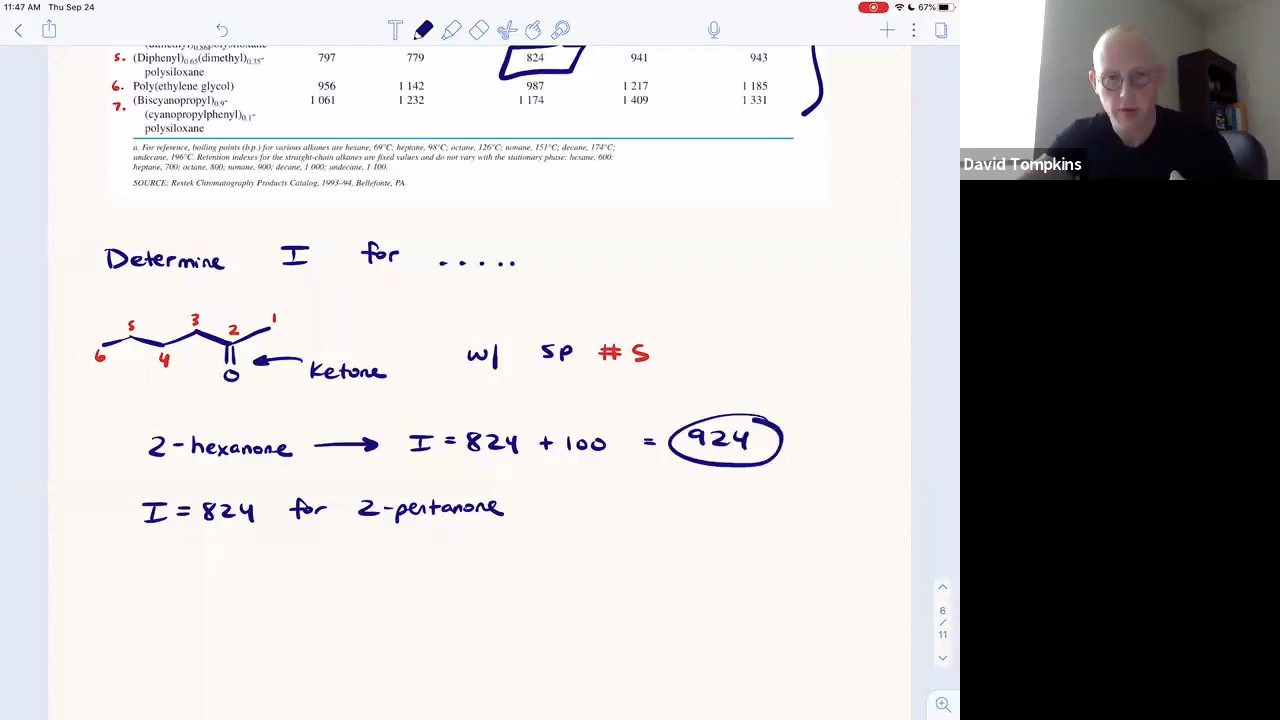 11:47 AM Thu Sep 24
67%
T
(dimethyl)0.86polysiloxane
5. (Diphenyl)0.65(dimethyl)0.35- 797 779 824 941 943
polysiloxane
6. Poly(ethylene glycol) 956 1 142 987 1 217 1 185
7. (Biscyanopropyl)0.9- 1 061 1 232 1 174 1 409 1 331
(cyanopropylphenyl)0.1-
polysiloxane
a. For reference, boiling points (b.p.) for various alkanes are hexane, 69°C; heptane, 98°C; octane, 126°C; nonane, 151°C; decane, 174°C;
undecane, 196°C. Retention indexes for the straight-chain alkanes are fixed values and do not vary with the stationary phase: hexane, 600;
heptane, 700; octane, 800; nonane, 900; decane, 1 000; undecane, 1 100.
SOURCE: Restek Chromatography Products Catalog, 1993–94, Bellefonte, PA.
David Tompkins
Determine I for .....
6 5 4 3 2 1
O
Ketone
w/ SP # 5
2-hexanone → I = 824 + 100 = 924
I = 824 for 2-pentanone
6
/
11